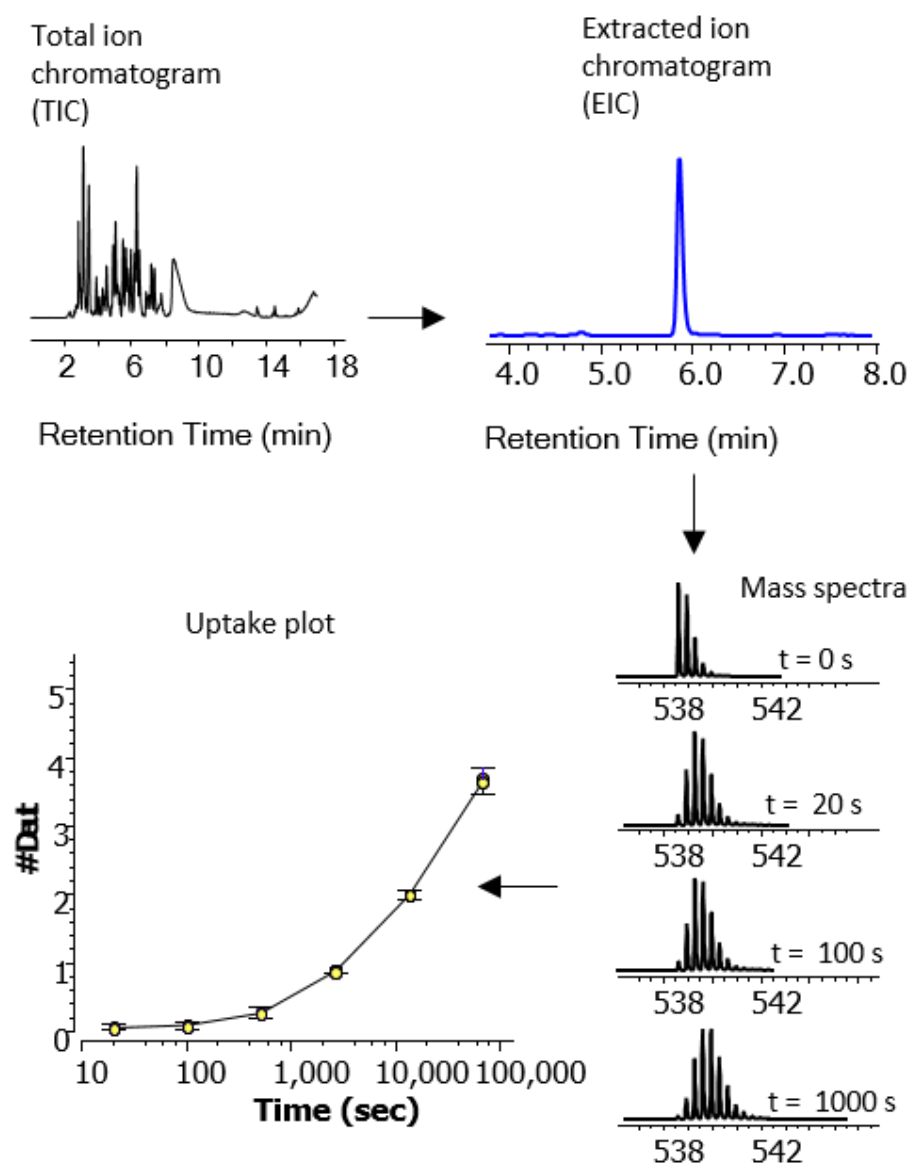 Total ion
chromatogram
(TIC)
Extracted ion
chromatogram
(EIC)
2 6 10 14 18
Retention Time (min)
4.0 5.0 6.0 7.0 8.0
Retention Time (min)
Mass spectra
t = 0 s
538 542
t = 20 s
538 542
t = 100 s
538 542
t = 1000 s
538 542
Uptake plot
#Deut
5
4
3
2
1
0
10 100 1,000 10,000 100,000
Time (sec)